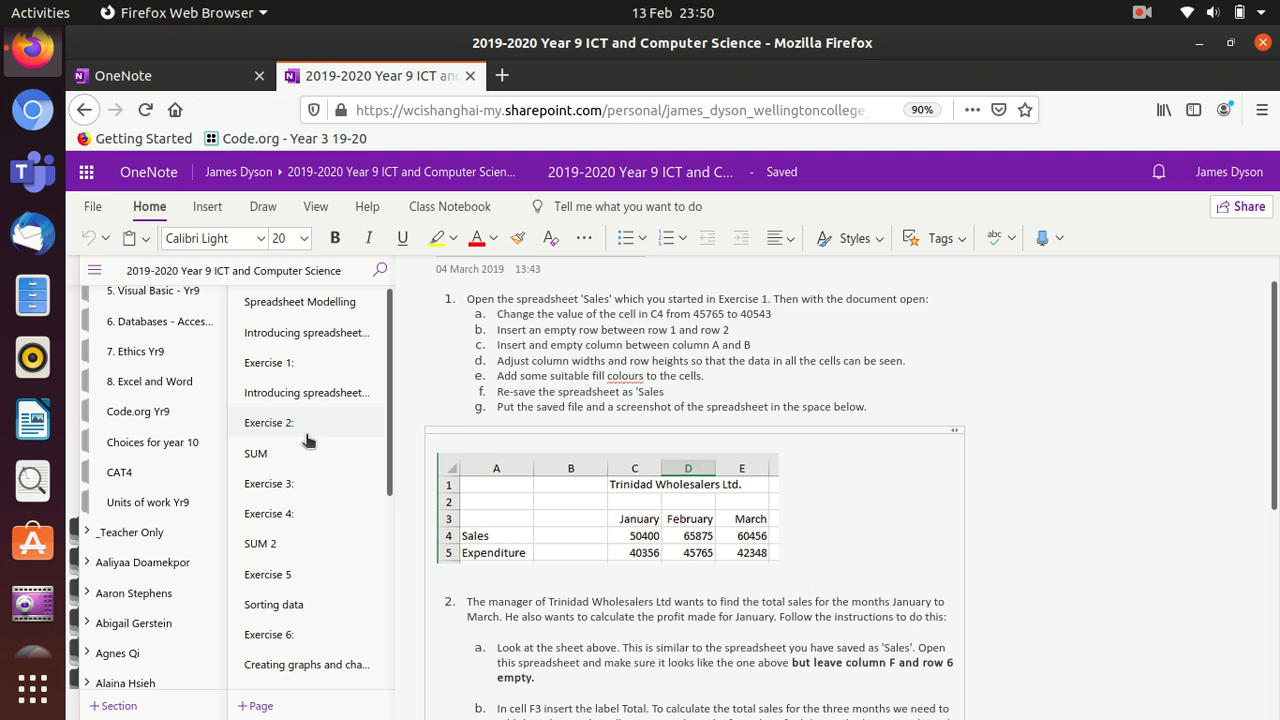 Activities
Firefox Web Browser
13 Feb 23:50
2019-2020 Year 9 ICT and Computer Science - Mozilla Firefox
OneNote
2019-2020 Year 9 ICT and
https://wcishanghai-my.sharepoint.com/personal/james_dyson_wellingtoncollege_
90%
Getting Started
Code.org - Year 3 19-20
OneNote
James Dyson
2019-2020 Year 9 ICT and Computer Scien...
2019-2020 Year 9 ICT and C...
- Saved
James Dyson
File
Home
Insert
Draw
View
Help
Class Notebook
Tell me what you want to do
Share
Calibri Light
20
B
I
U
A
Styles
Tags
2019-2020 Year 9 ICT and Computer Science
5. Visual Basic - Yr9
6. Databases - Acces...
7. Ethics Yr9
8. Excel and Word
Code.org Yr9
Choices for year 10
CAT4
Units of work Yr9
_Teacher Only
Aaliyaa Doamekpor
Aaron Stephens
Abigail Gerstein
Agnes Qi
Alaina Hsieh
+ Section
Spreadsheet Modelling
Introducing spreadsheet...
Exercise 1:
Introducing spreadsheet...
Exercise 2:
SUM
Exercise 3:
Exercise 4:
SUM 2
Exercise 5
Sorting data
Exercise 6:
Creating graphs and cha...
+ Page
04 March 2019 13:43
1. Open the spreadsheet 'Sales' which you started in Exercise 1. Then with the document open:
a. Change the value of the cell in C4 from 45765 to 40543
b. Insert an empty row between row 1 and row 2
c. Insert and empty column between column A and B
d. Adjust column widths and row heights so that the data in all the cells can be seen.
e. Add some suitable fill colours to the cells.
f. Re-save the spreadsheet as 'Sales
g. Put the saved file and a screenshot of the spreadsheet in the space below.
A B C D E
1 Trinidad Wholesalers Ltd.
2
3 January February March
4 Sales 50400 65875 60456
5 Expenditure 40356 45765 42348
2. The manager of Trinidad Wholesalers Ltd wants to find the total sales for the months January to
March. He also wants to calculate the profit made for January. Follow the instructions to do this:
a. Look at the sheet above. This is similar to the spreadsheet you have saved as 'Sales'. Open
this spreadsheet and make sure it looks like the one above but leave column F and row 6
empty.
b. In cell F3 insert the label Total. To calculate the total sales for the three months we need to